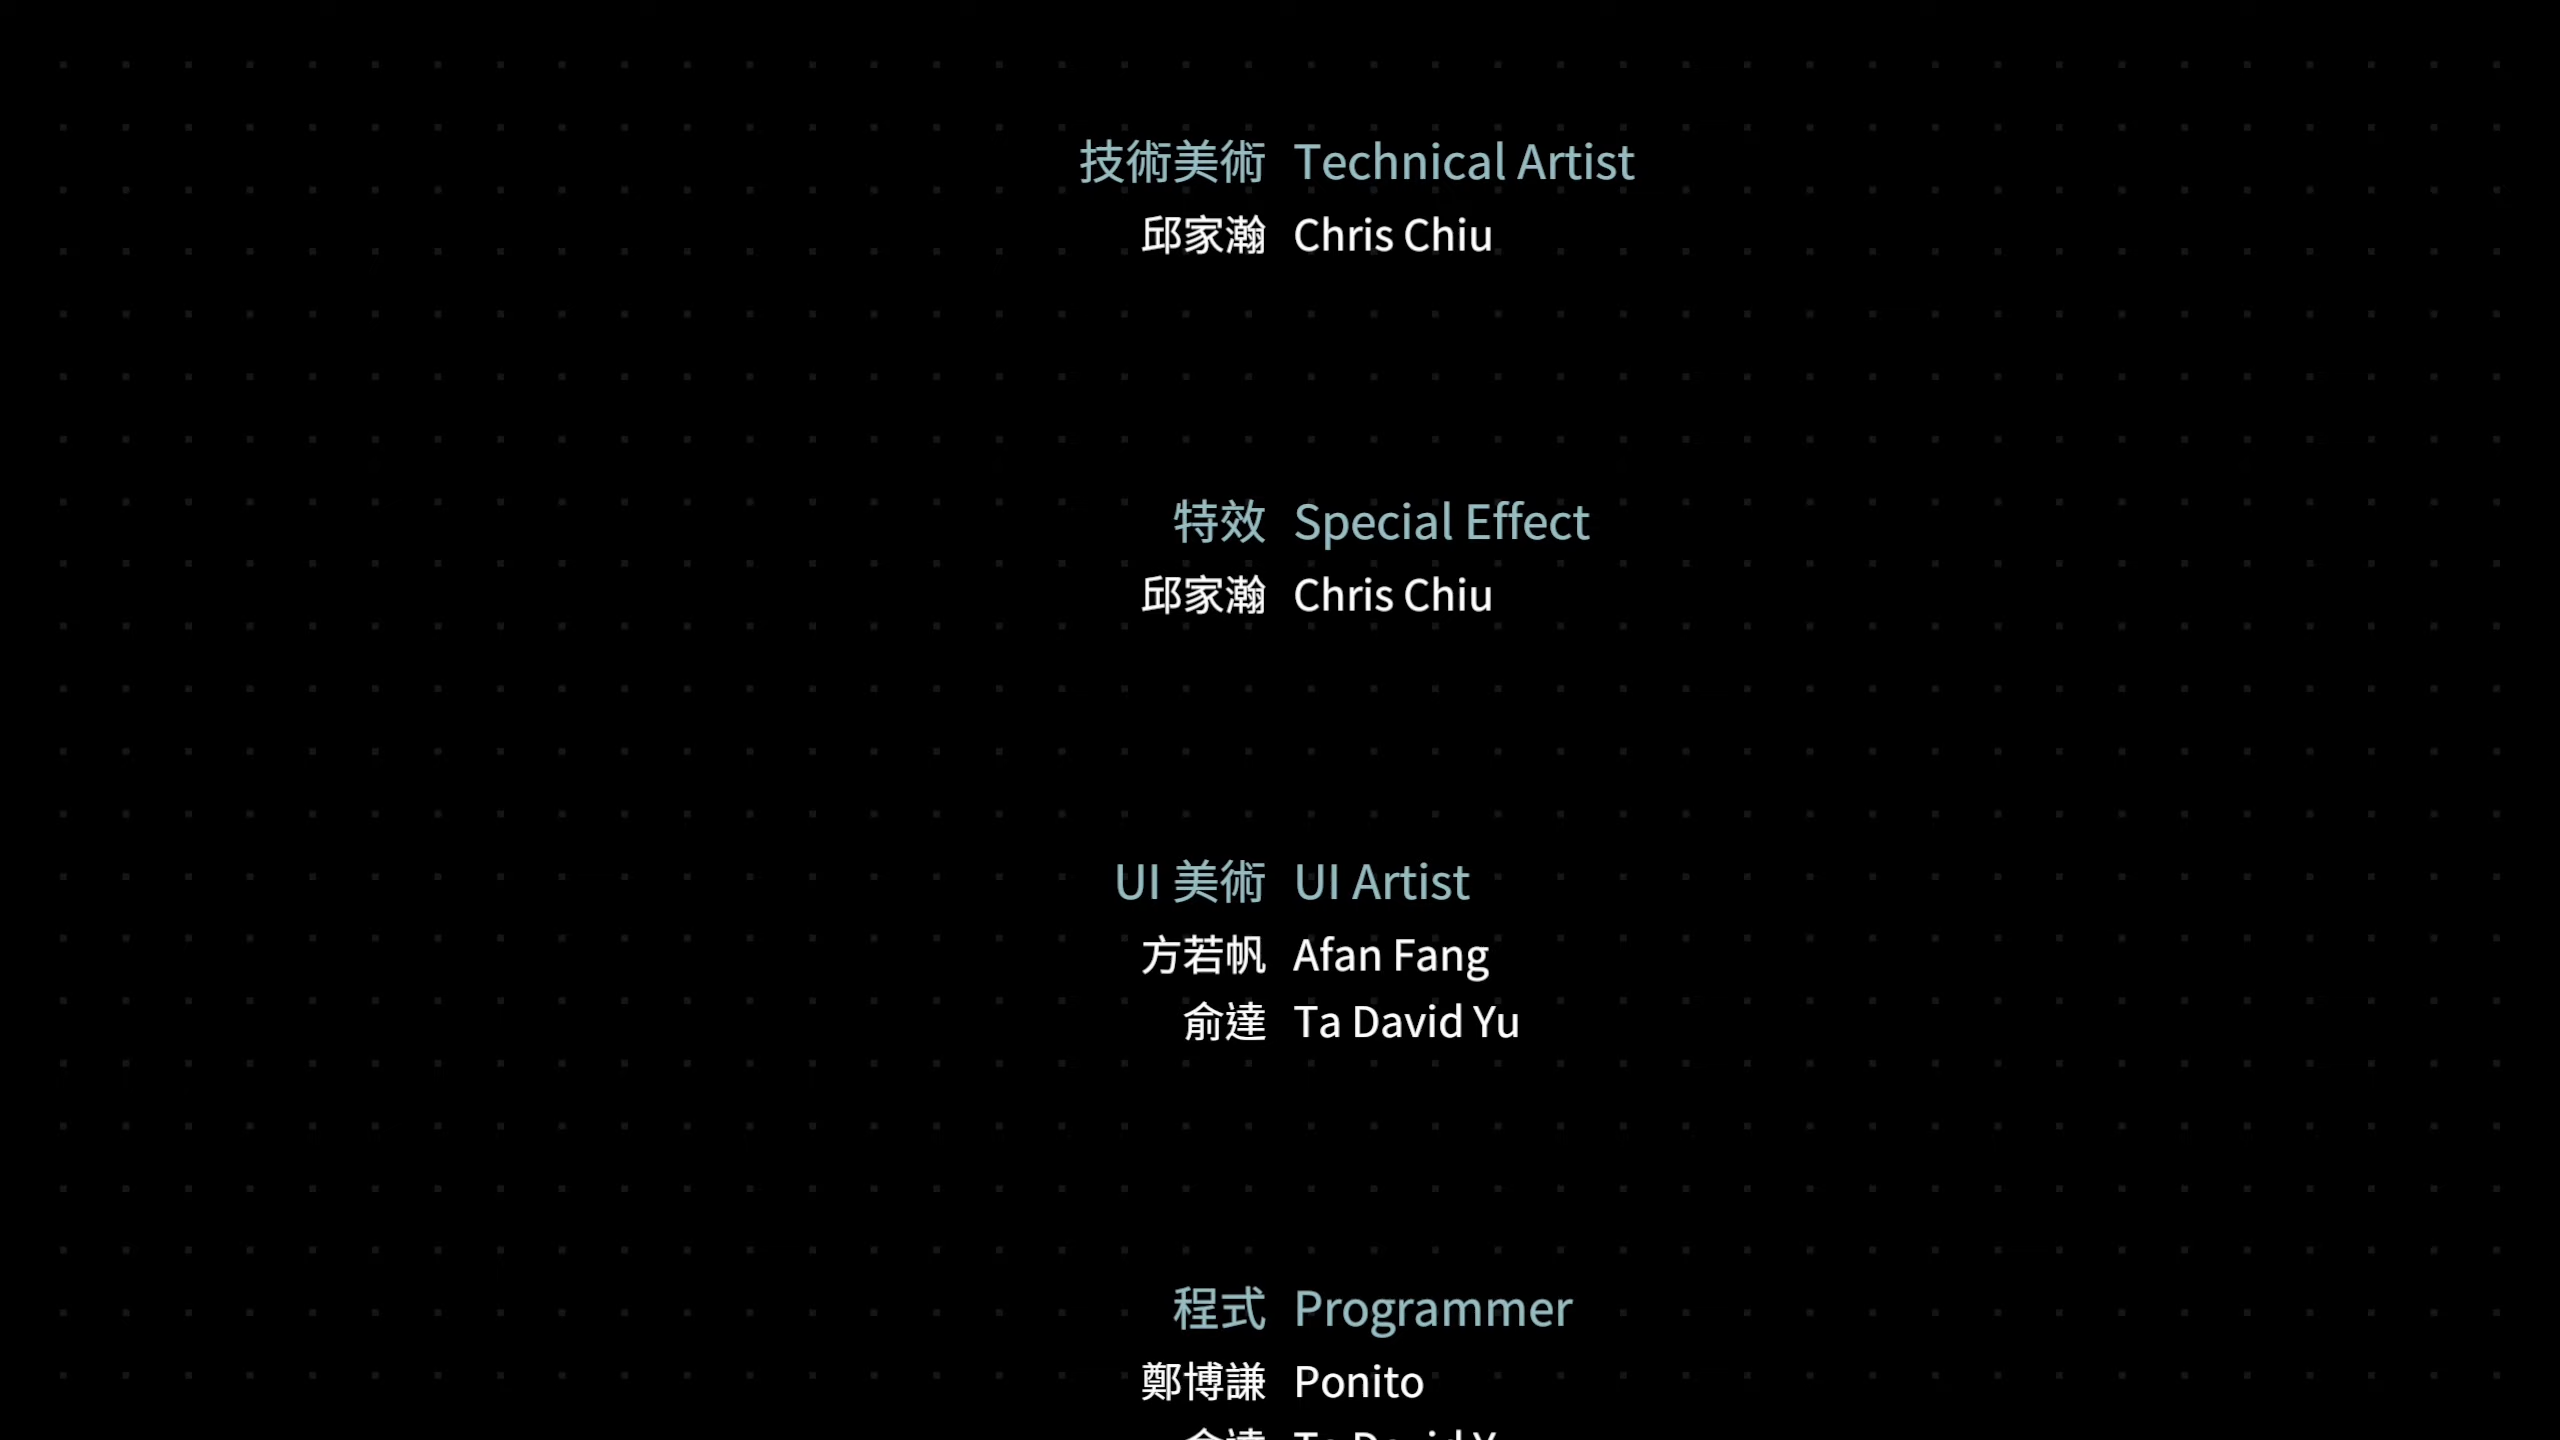 技術美術 Technical Artist
邱家瀚 Chris Chiu
特效 Special Effect
邱家瀚 Chris Chiu
UI 美術 UI Artist
方若帆 Afan Fang
俞達 Ta David Yu
程式 Programmer
鄭博謙 Ponito